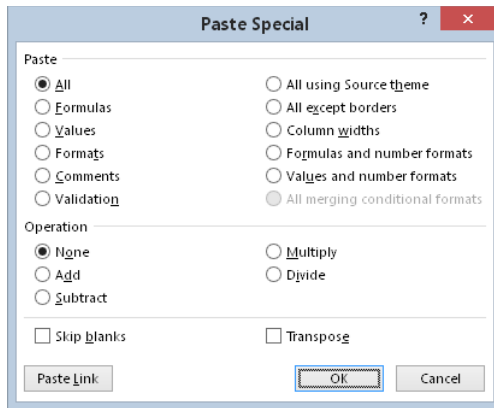 Paste Special
?
Paste
All
Formulas
Values
Formats
Comments
Validation
All using Source theme
All except borders
Column widths
Formulas and number formats
Values and number formats
All merging conditional formats
Operation
None
Add
Subtract
Multiply
Divide
Skip blanks
Transpose
Paste Link
OK
Cancel